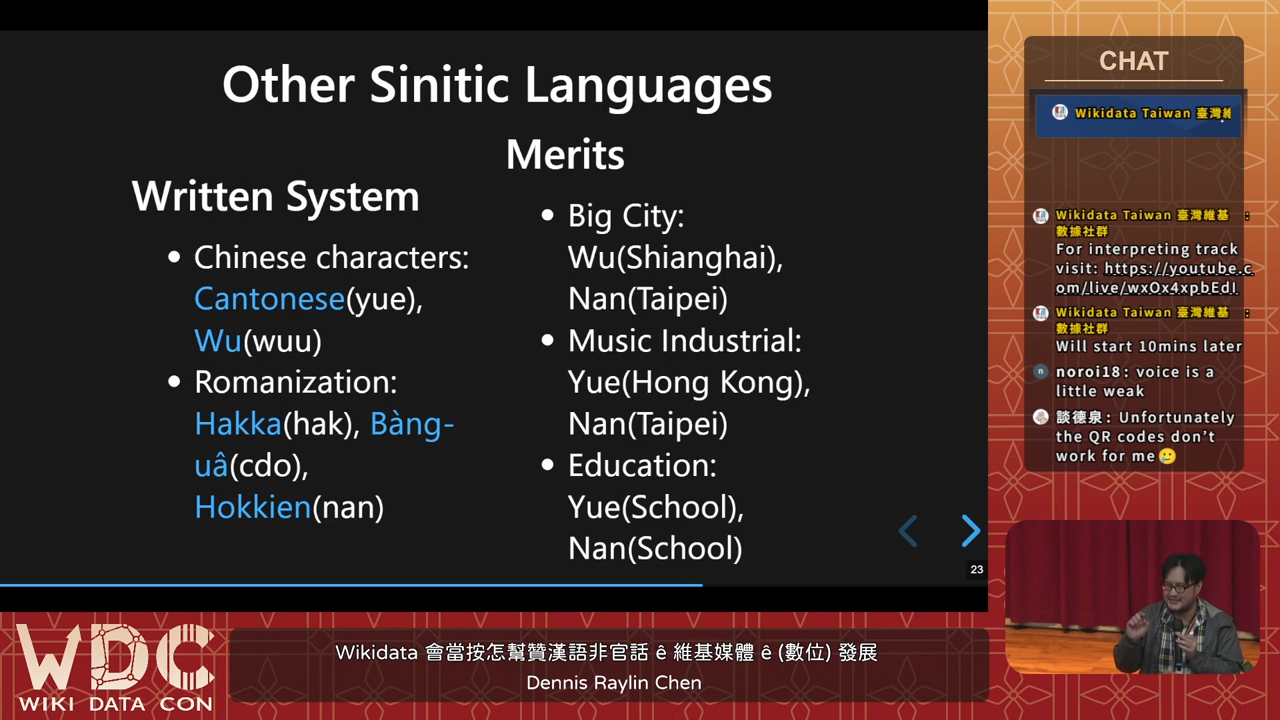 Other Sinitic Languages
Written System
• Chinese characters:
Cantonese(yue),
Wu(wuu)
• Romanization:
Hakka(hak), Bàng-
uâ(cdo),
Hokkien(nan)
Merits
• Big City:
Wu(Shianghai),
Nan(Taipei)
• Music Industrial:
Yue(Hong Kong),
Nan(Taipei)
• Education:
Yue(School),
Nan(School)
23
CHAT
Wikidata Taiwan 臺灣維
Wikidata Taiwan 臺灣維基 :
數據社群
For interpreting track
visit: https://youtube.c
om/live/wxOx4xpbEdI
Wikidata Taiwan 臺灣維基 :
數據社群
Will start 10mins later
n noroi18: voice is a
little weak
談德泉: Unfortunately
the QR codes don't
work for me🥲
WDC
WIKI DATA CON
Wikidata 會當按怎幫贊漢語非官話 ê 維基媒體 ê (數位) 發展
Dennis Raylin Chen